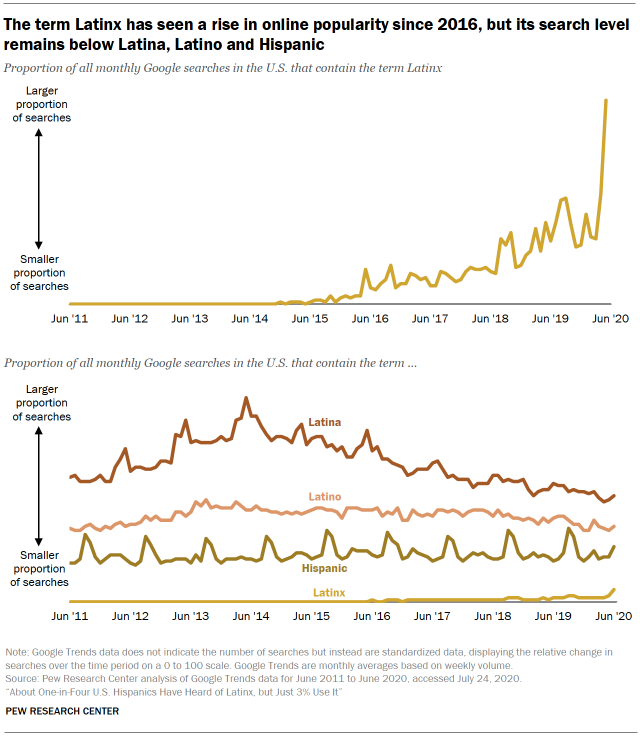 The term Latinx has seen a rise in online popularity since 2016, but its search level
remains below Latina, Latino and Hispanic
Proportion of all monthly Google searches in the U.S. that contain the term Latinx
Larger
proportion
of searches
Smaller
proportion
of searches
Jun '11 Jun '12 Jun '13 Jun '14 Jun '15 Jun '16 Jun '17 Jun '18 Jun '19 Jun '20
Proportion of all monthly Google searches in the U.S. that contain the term ...
Larger
proportion
of searches
Latina
Latino
Smaller
proportion
of searches
Hispanic
Latinx
Jun '11 Jun '12 Jun '13 Jun '14 Jun '15 Jun '16 Jun '17 Jun '18 Jun '19 Jun '20
Note: Google Trends data does not indicate the number of searches but instead are standardized data, displaying the relative change in
searches over the time period on a 0 to 100 scale. Google Trends are monthly averages based on weekly volume.
Source: Pew Research Center analysis of Google Trends data for June 2011 to June 2020, accessed July 24, 2020.
“About One-in-Four U.S. Hispanics Have Heard of Latinx, but Just 3% Use It”
PEW RESEARCH CENTER